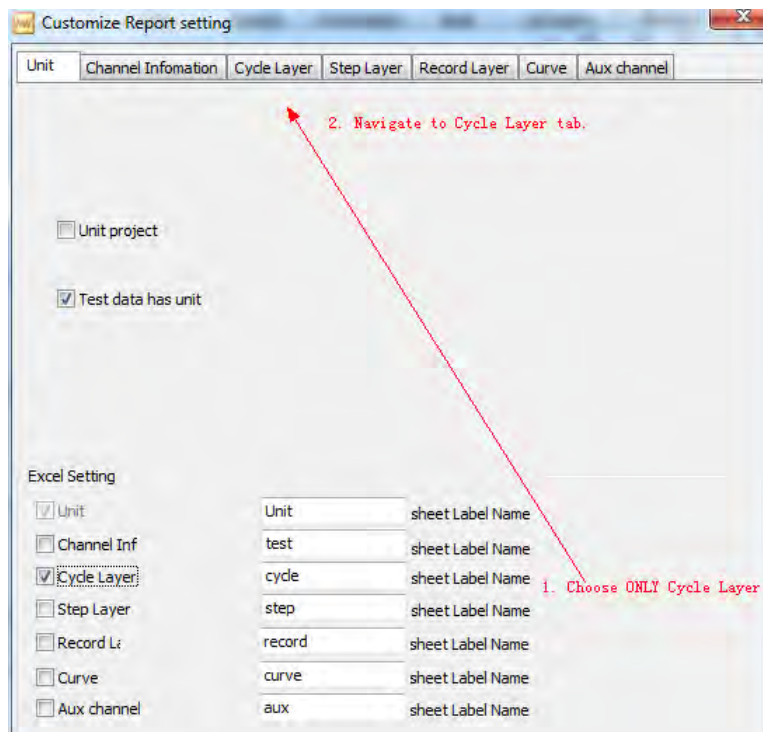 Customize Report setting
Unit Channel Infomation Cycle Layer Step Layer Record Layer Curve Aux channel
2. Navigate to Cycle Layer tab.
Unit project
Test data has unit
Excel Setting
Unit Unit sheet Label Name
Channel Inf test sheet Label Name
Cycle Layer cycle sheet Label Name
1. Choose ONLY Cycle Layer
Step Layer step sheet Label Name
Record La record sheet Label Name
Curve curve sheet Label Name
Aux channel aux sheet Label Name